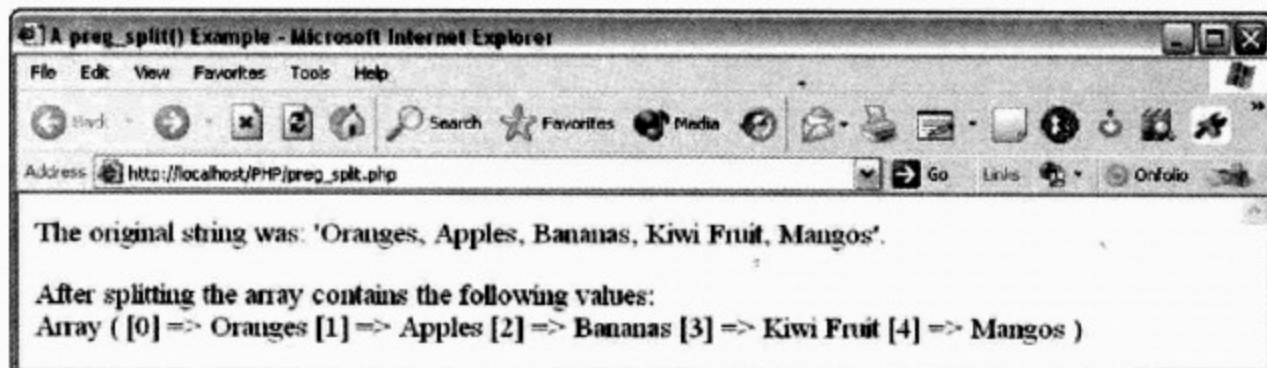 A preg_split() Example - Microsoft Internet Explorer
File Edit View Favorites Tools Help
Back Search Favorites Media
Address http://localhost/PHP/preg_split.php Go Links Onfolio
The original string was: 'Oranges, Apples, Bananas, Kiwi Fruit, Mangos'.
After splitting the array contains the following values:
Array ( [0] => Oranges [1] => Apples [2] => Bananas [3] => Kiwi Fruit [4] => Mangos )